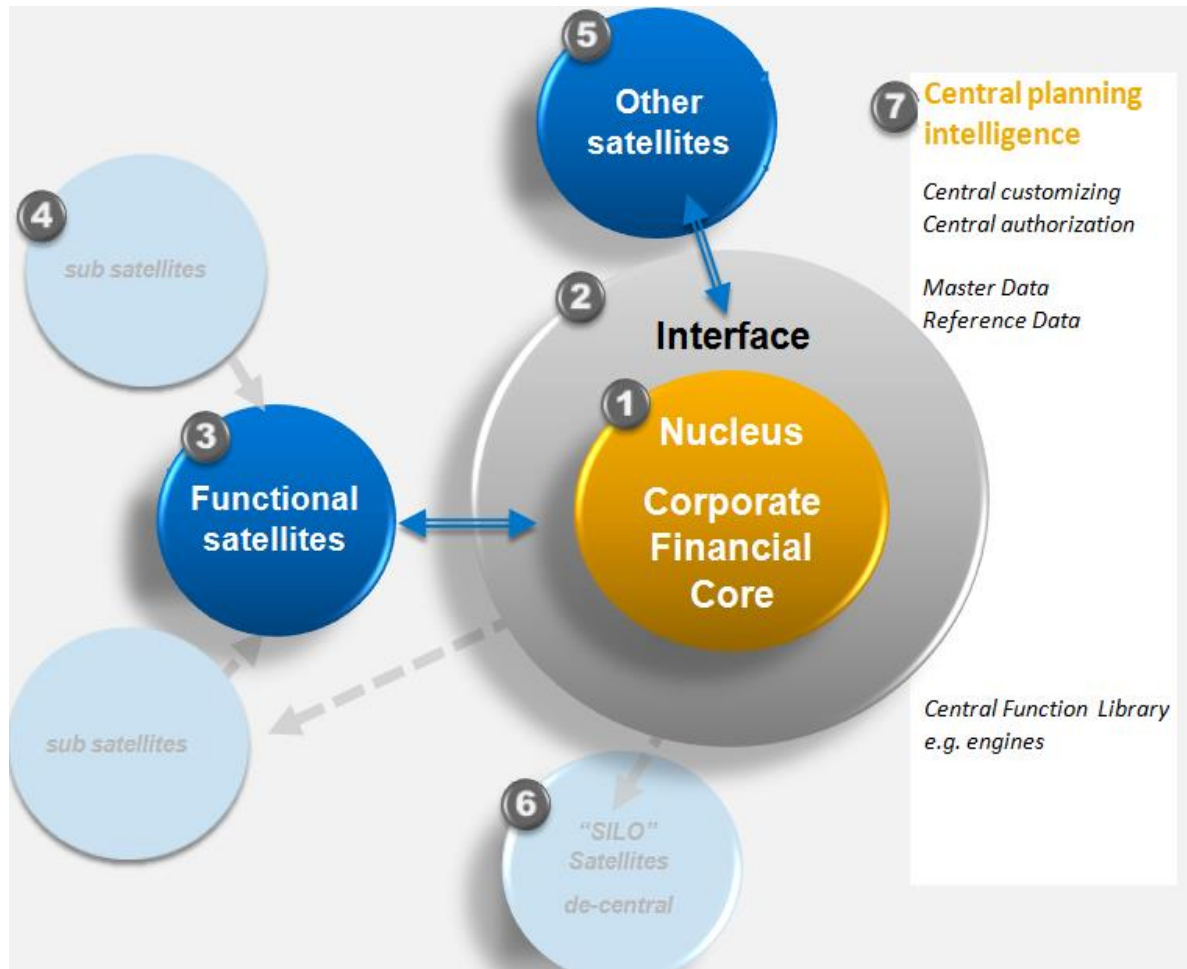 5
Other
satellites
7
Central planning
intelligence
Central customizing
Central authorization
Master Data
Reference Data
4
sub satellites
2
Interface
1
Nucleus
Corporate
Financial
Core
3
Functional
satellites
sub satellites
6
“SILO”
Satellites
de-central
Central Function Library
e.g. engines